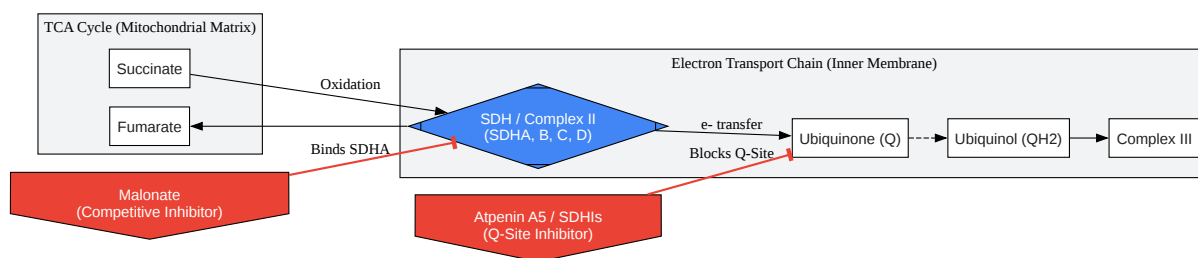 TCA Cycle (Mitochondrial Matrix)
Succinate
Fumarate
Oxidation
Binds SDHA
Malonate
(Competitive Inhibitor)
Electron Transport Chain (Inner Membrane)
SDH / Complex II
(SDHA, B, C, D)
e- transfer
Blocks Q-Site
Ubiquinone (Q)
Ubiquinol (QH2)
Complex III
Atpenin A5 / SDHIs
(Q-Site Inhibitor)